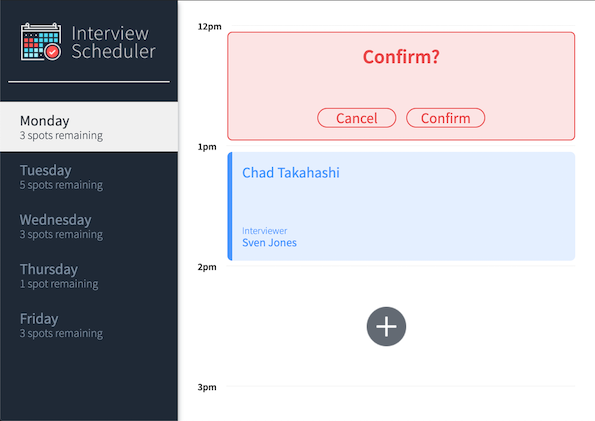 Interview
Scheduler
Monday
3 spots remaining
Tuesday
5 spots remaining
Wednesday
3 spots remaining
Thursday
1 spot remaining
Friday
3 spots remaining
12pm
Confirm?
Cancel
Confirm
1pm
Chad Takahashi
Interviewer
Sven Jones
2pm
3pm